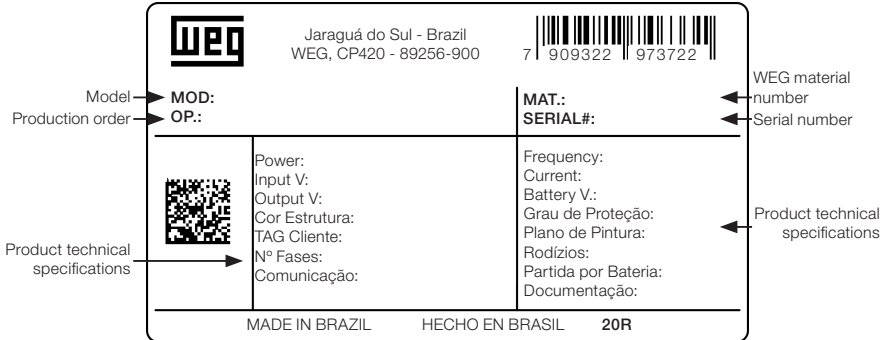 WEG
Jaraguá do Sul - Brazil
WEG, CP420 - 89256-900
7 909322 973722
Model
MOD:
MAT.:
WEG material
number
Production order
OP.:
SERIAL#:
Serial number
Power:
Input V:
Output V:
Cor Estrutura:
TAG Cliente:
Nº Fases:
Comunicação:
Product technical
specifications
Frequency:
Current:
Battery V.:
Grau de Proteção:
Plano de Pintura:
Rodízios:
Partida por Bateria:
Documentação:
Product technical
specifications
MADE IN BRAZIL HECHO EN BRASIL 20R